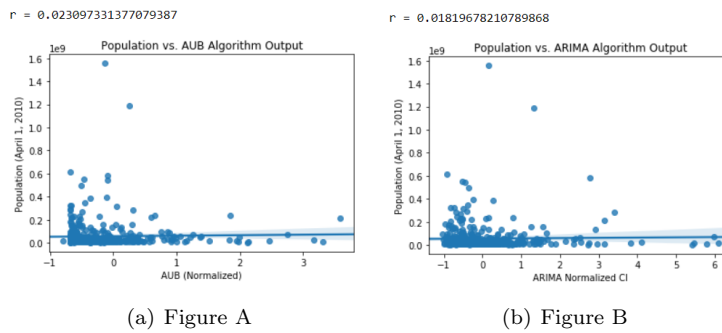 r = 0.023097331377079387
r = 0.01819678210789868
Population vs. AUB Algorithm Output
1e9
1.6
1.4
1.2
1.0
0.8
0.6
0.4
0.2
0.0
Population (April 1, 2010)
−1
0
1
2
3
AUB (Normalized)
Population vs. ARIMA Algorithm Output
1e9
1.6
1.4
1.2
1.0
0.8
0.6
0.4
0.2
0.0
Population (April 1, 2010)
−1
0
1
2
3
4
5
6
ARIMA Normalized CI
(a) Figure A
(b) Figure B